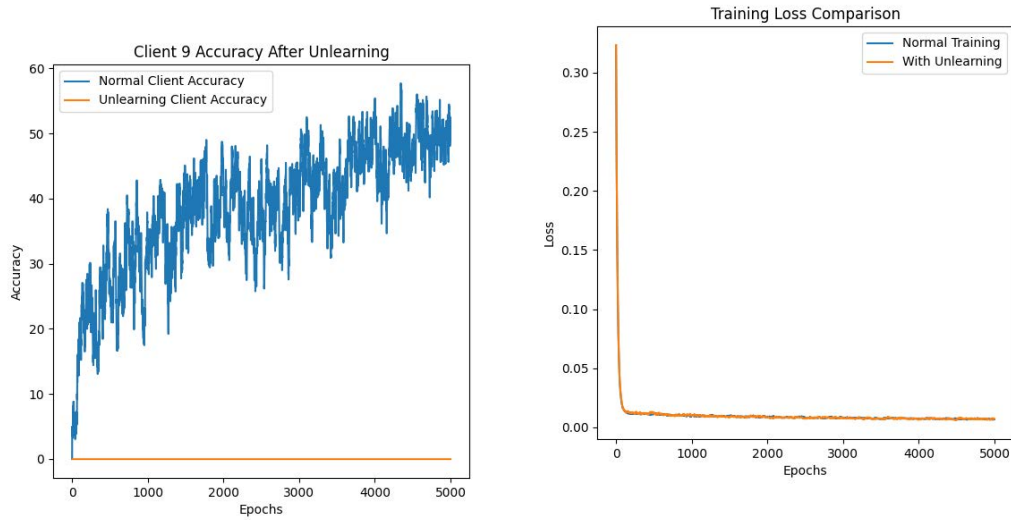 Client 9 Accuracy After Unlearning
Normal Client Accuracy
Unlearning Client Accuracy
Accuracy
60
50
40
30
20
10
0
0 1000 2000 3000 4000 5000
Epochs
Training Loss Comparison
Normal Training
With Unlearning
Loss
0.30
0.25
0.20
0.15
0.10
0.05
0.00
0 1000 2000 3000 4000 5000
Epochs